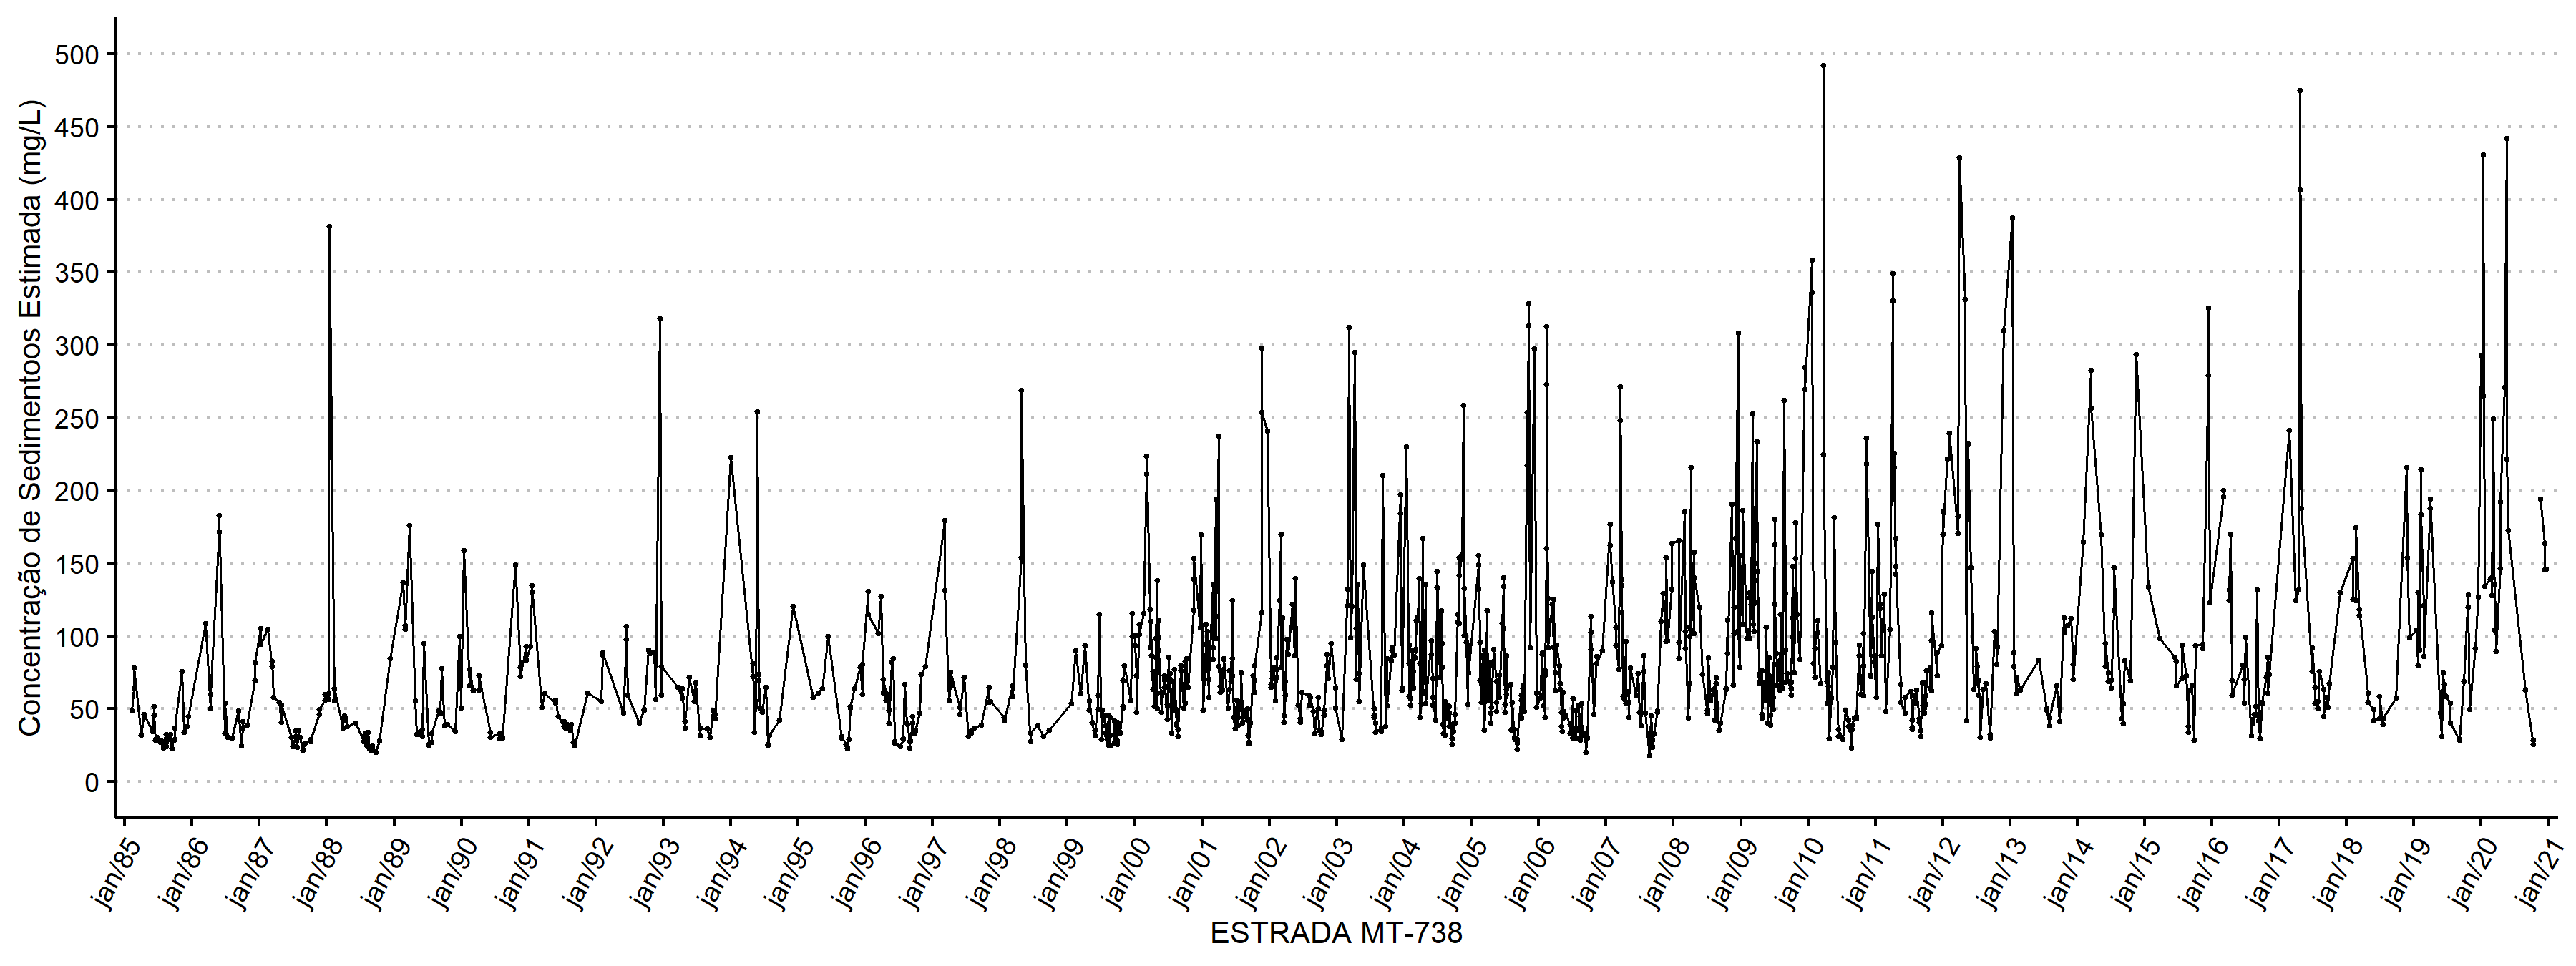 Concentração de Sedimentoos Estimada (mg/L)
500
450
400
350
300
250
200
150
100
50
0
jan/85
jan/86
jan/87
jan/88
jan/89
jan/90
jan/91
jan/92
jan/93
jan/94
jan/95
jan/96
jan/97
jan/98
jan/99
jan/00
jan/01
jan/02
jan/03
jan/04
jan/05
jan/06
jan/07
jan/08
jan/09
jan/10
jan/11
jan/12
jan/13
jan/14
jan/15
jan/16
jan/17
jan/18
jan/19
jan/20
jan/21
ESTRADA MT-738